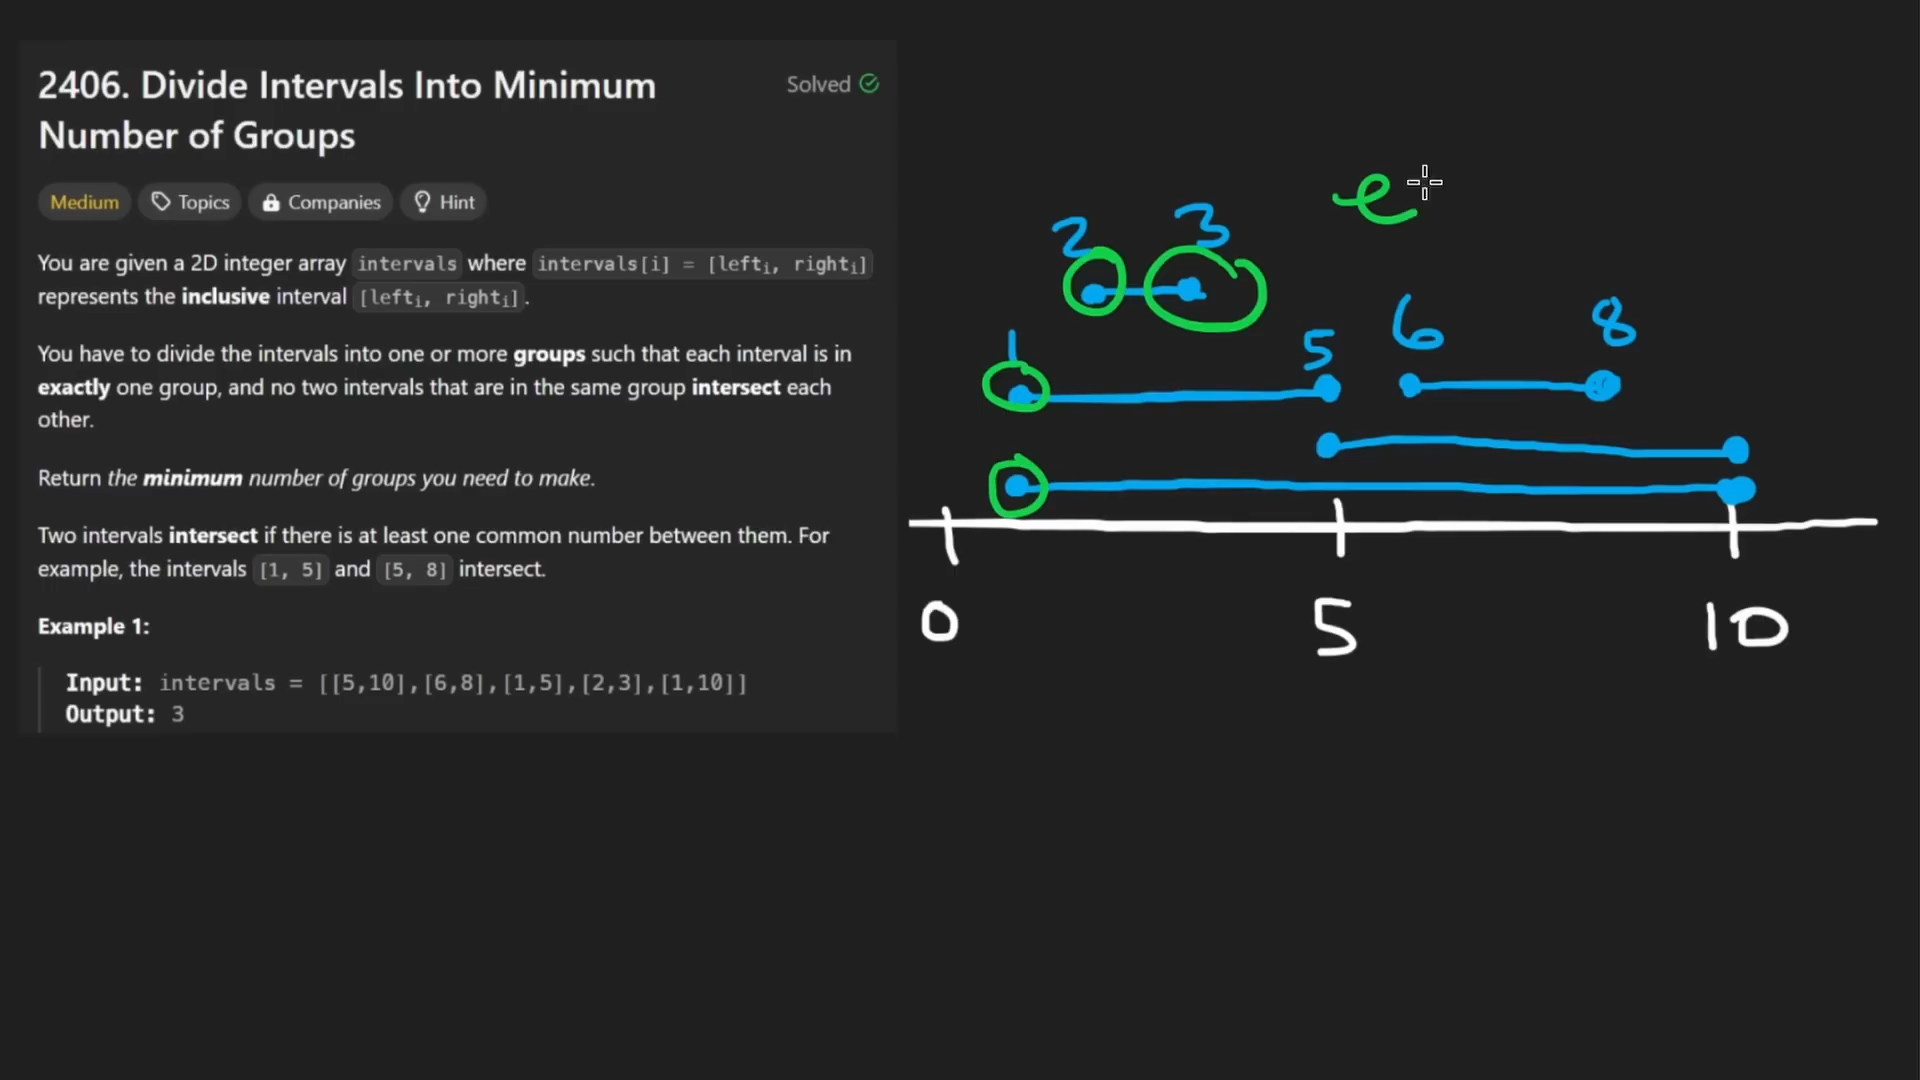 2406. Divide Intervals Into Minimum
Number of Groups
Solved
Medium
Topics
Companies
Hint
You are given a 2D integer array intervals where intervals[i] = [leftᵢ, rightᵢ]
represents the inclusive interval [leftᵢ, rightᵢ].
You have to divide the intervals into one or more groups such that each interval is in
exactly one group, and no two intervals that are in the same group intersect each
other.
Return the minimum number of groups you need to make.
Two intervals intersect if there is at least one common number between them. For
example, the intervals [1, 5] and [5, 8] intersect.
Example 1:
Input: intervals = [[5,10],[6,8],[1,5],[2,3],[1,10]]
Output: 3
e
2 3
1 5 6 8
0 5 10